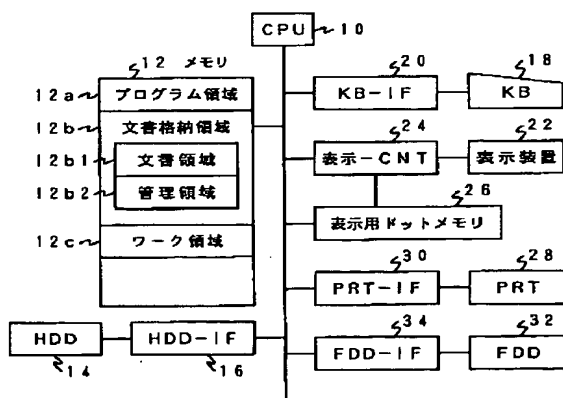 CPU
10
12 メモリ
12a
プログラム領域
12b
文書格納領域
12b1
文書領域
12b2
管理領域
12c
ワーク領域
20
KB-IF
18
KB
24
表示-CNT
22
表示装置
26
表示用ドットメモリ
30
PRT-IF
28
PRT
HDD
14
HDD-IF
16
34
FDD-IF
32
FDD